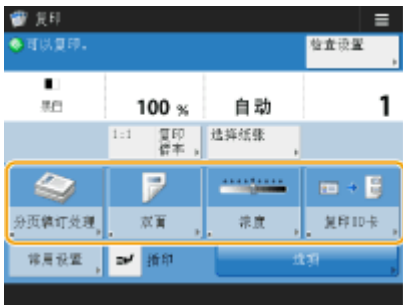 复印
可以复印。
检查设置
黑白
100 %
自动
1
1:1 复印倍率
选择纸张
分页装订处理
双面
浓度
复印ID卡
常用设置
插印
选项